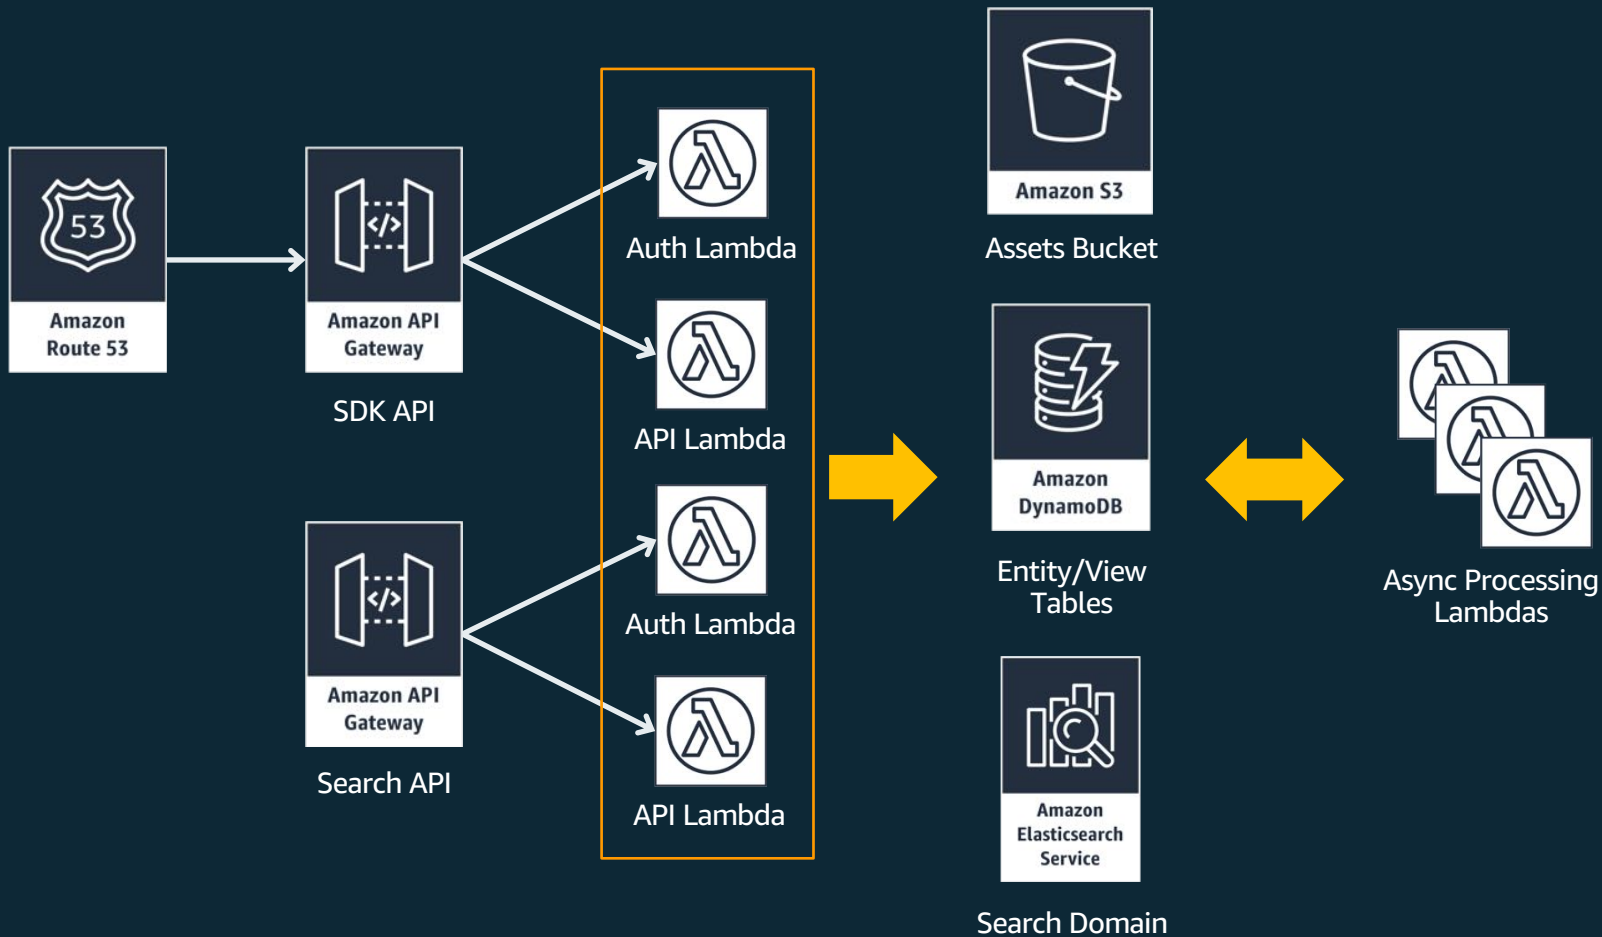 53
Amazon
Route 53
</>
Amazon API
Gateway
SDK API
</>
Amazon API
Gateway
Search API
Auth Lambda
API Lambda
Auth Lambda
API Lambda
Amazon S3
Assets Bucket
Amazon
DynamoDB
Entity/View
Tables
Amazon
Elasticsearch
Service
Search Domain
Async Processing
Lambdas